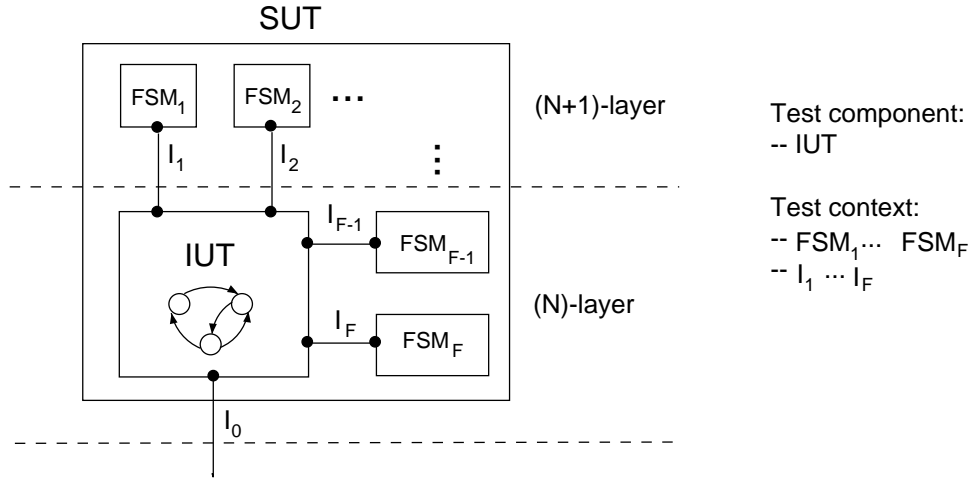 SUT
FSM1
FSM2
...
(N+1)-layer
I1
I2
Test component:
-- IUT
Test context:
-- FSM1... FSMF
-- I1 ... IF
IUT
IF-1
FSMF-1
IF
FSMF
(N)-layer
I0